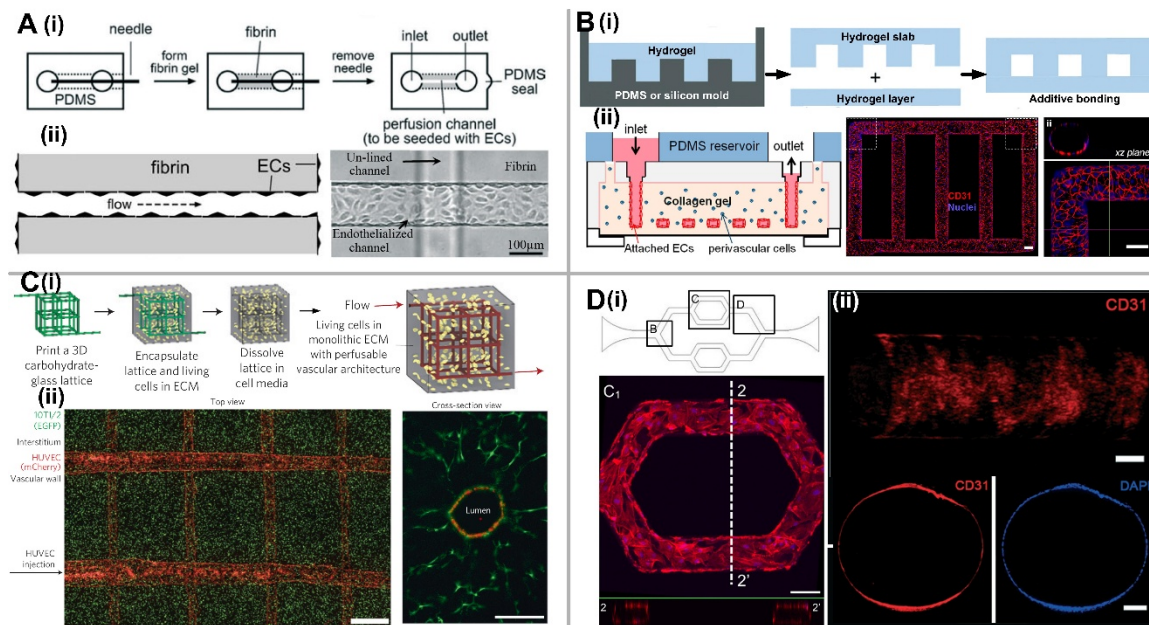 A (i)
needle
form
fibrin gel
fibrin
remove
needle
inlet
outlet
PDMS
PDMS
seal
perfusion channel
(to be seeded with ECs)
(ii)
fibrin
ECs
flow
Un-lined
channel
Fibrin
Endothelialized
channel
100μm
B (i)
Hydrogel
PDMS or silicon mold
Hydrogel slab
+
Hydrogel layer
Additive bonding
(ii)
inlet
PDMS reservoir
outlet
Collagen gel
Attached ECs
perivascular cells
CD31
Nuclei
ii
xz plane
C (i)
Print a 3D
carbohydrate-
glass lattice
Encapsulate
lattice and living
cells in ECM
Dissolve
lattice in
cell media
Flow
Living cells in
monolithic ECM
with perfusable
vascular architecture
(ii)
Top view
Cross-section view
10T1/2
(EGFP)
Interstitium
HUVEC
(mCherry)
Vascular wall
HUVEC
injection
Lumen
D (i)
B
C
D
C1
2
2'
2
2'
(ii)
CD31
CD31
DAPI